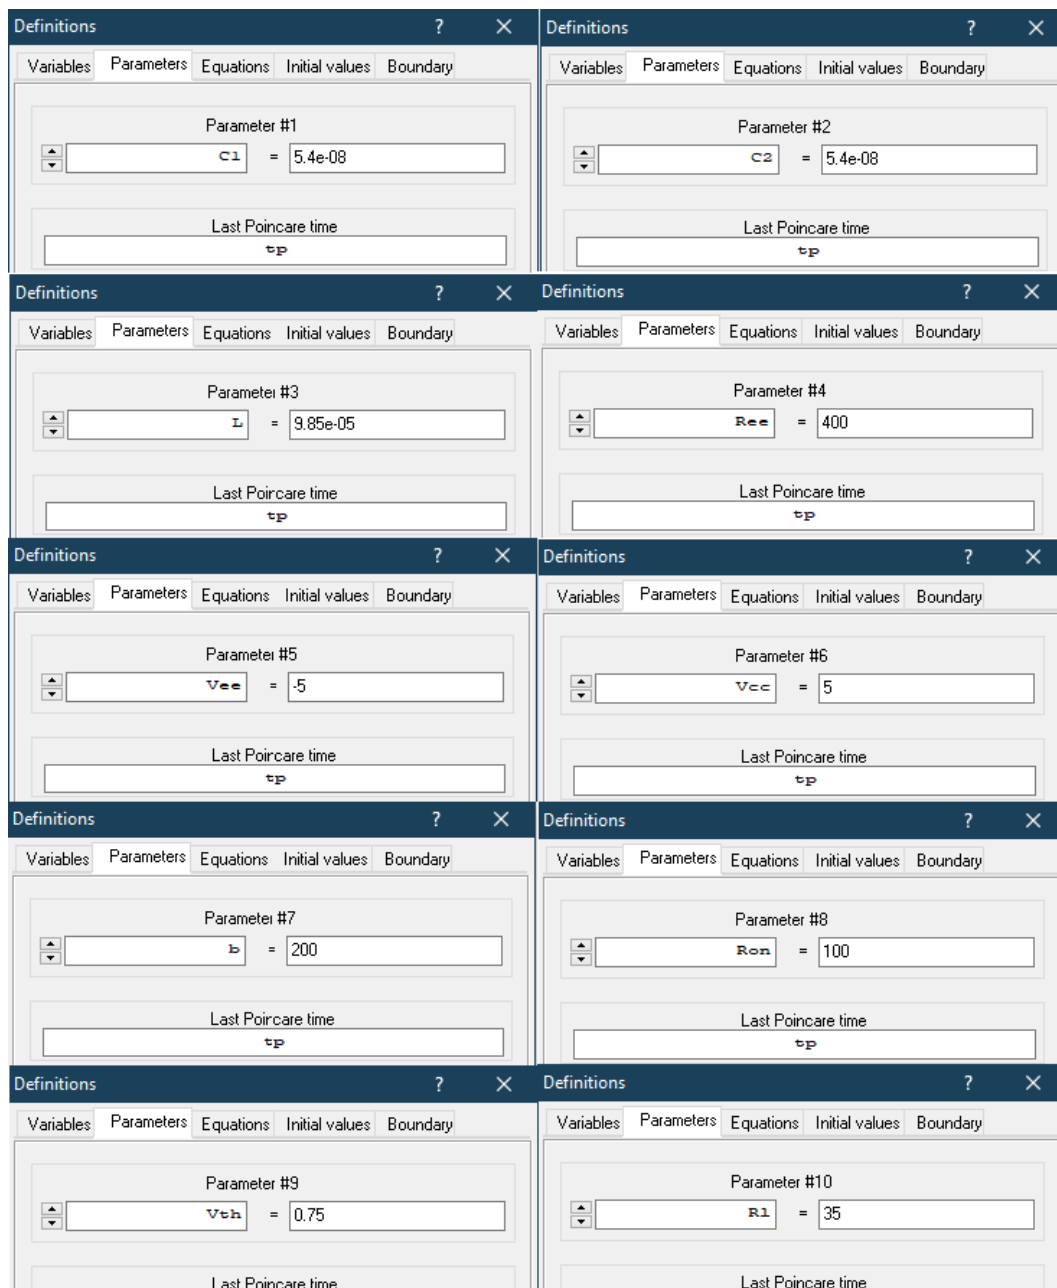 Definitions ? ×
Variables Parameters Equations Initial values Boundary
Parameter #1
C1 = 5.4e-08
Last Poincare time
tp
Definitions ? ×
Variables Parameters Equations Initial values Boundary
Parameter #2
C2 = 5.4e-08
Last Poincare time
tp
Definitions ? ×
Variables Parameters Equations Initial values Boundary
Parameter #3
L = 9.85e-05
Last Poincare time
tp
Definitions ? ×
Variables Parameters Equations Initial values Boundary
Parameter #4
Ree = 400
Last Poincare time
tp
Definitions ? ×
Variables Parameters Equations Initial values Boundary
Parameter #5
Vee = -5
Last Poincare time
tp
Definitions ? ×
Variables Parameters Equations Initial values Boundary
Parameter #6
Vcc = 5
Last Poincare time
tp
Definitions ? ×
Variables Parameters Equations Initial values Boundary
Parameter #7
b = 200
Last Poincare time
tp
Definitions ? ×
Variables Parameters Equations Initial values Boundary
Parameter #8
Ron = 100
Last Poincare time
tp
Definitions ? ×
Variables Parameters Equations Initial values Boundary
Parameter #9
Vth = 0.75
Last Poincare time
Definitions ? ×
Variables Parameters Equations Initial values Boundary
Parameter #10
R1 = 35
Last Poincare time